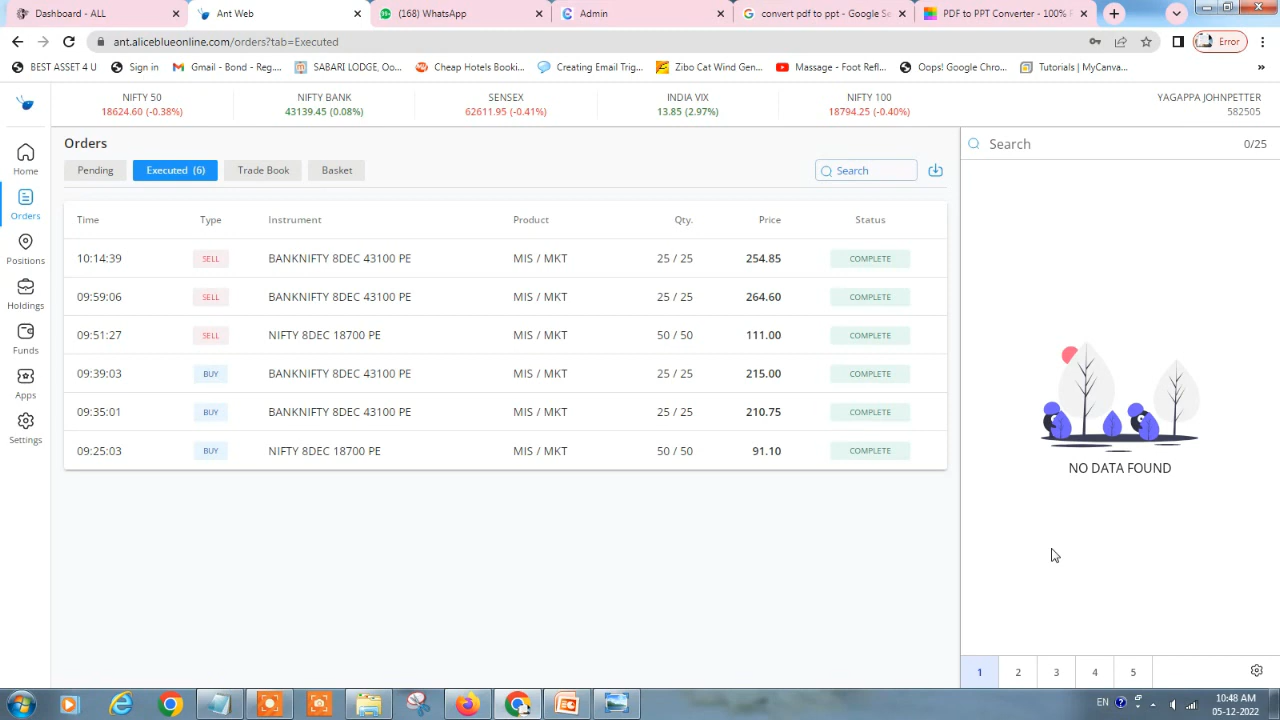 Dashboard - ALL
Ant Web
(168) WhatsApp
Admin
convert pdf to ppt - Google Se
PDF to PPT Converter - 100% F
ant.aliceblueonline.com/orders?tab=Executed
Error
BEST ASSET 4 U
Sign in
Gmail - Bond - Reg....
SABARI LODGE, Oo...
Cheap Hotels Booki...
Creating Email Trig...
Zibo Cat Wind Gen...
Massage - Foot Refl...
Oops! Google Chro...
Tutorials | MyCanva...
»
NIFTY 50
18624.60 (-0.38%)
NIFTY BANK
43139.45 (0.08%)
SENSEX
62611.95 (-0.41%)
INDIA VIX
13.85 (2.97%)
NIFTY 100
18794.25 (-0.40%)
YAGAPPA JOHNPETTER
582505
Home
Orders
Positions
Holdings
Funds
Apps
Settings
Orders
Pending
Executed (6)
Trade Book
Basket
Search
Time Type Instrument Product Qty. Price Status
10:14:39 SELL BANKNIFTY 8DEC 43100 PE MIS / MKT 25 / 25 254.85 COMPLETE
09:59:06 SELL BANKNIFTY 8DEC 43100 PE MIS / MKT 25 / 25 264.60 COMPLETE
09:51:27 SELL NIFTY 8DEC 18700 PE MIS / MKT 50 / 50 111.00 COMPLETE
09:39:03 BUY BANKNIFTY 8DEC 43100 PE MIS / MKT 25 / 25 215.00 COMPLETE
09:35:01 BUY BANKNIFTY 8DEC 43100 PE MIS / MKT 25 / 25 210.75 COMPLETE
09:25:03 BUY NIFTY 8DEC 18700 PE MIS / MKT 50 / 50 91.10 COMPLETE
Search 0/25
NO DATA FOUND
1 2 3 4 5
EN
10:48 AM
05-12-2022